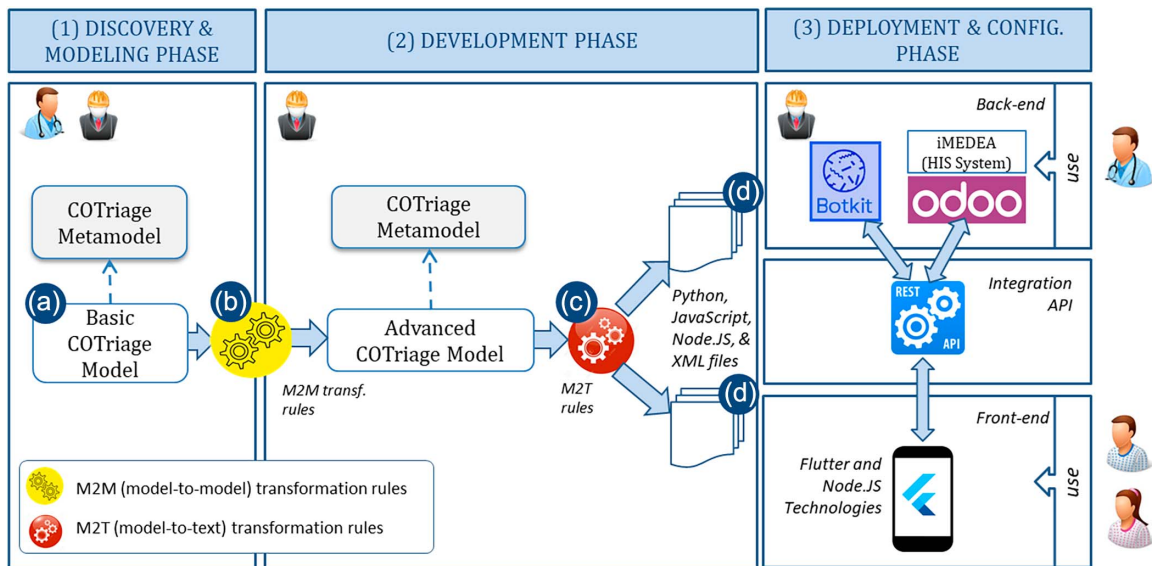 (1) DISCOVERY &
MODELING PHASE
(2) DEVELOPMENT PHASE
(3) DEPLOYMENT & CONFIG.
PHASE
COTriage
Metamodel
(a)
Basic
COTriage
Model
(b)
COTriage
Metamodel
Advanced
COTriage Model
M2M transf.
rules
(c)
M2T
rules
(d)
Python,
JavaScript,
Node.JS, &
XML files
(d)
M2M (model-to-model) transformation rules
M2T (model-to-text) transformation rules
Back-end
Botkit
iMEDEA
(HIS System)
odoo
use
Integration
API
REST
API
Front-end
Flutter and
Node.JS
Technologies
use